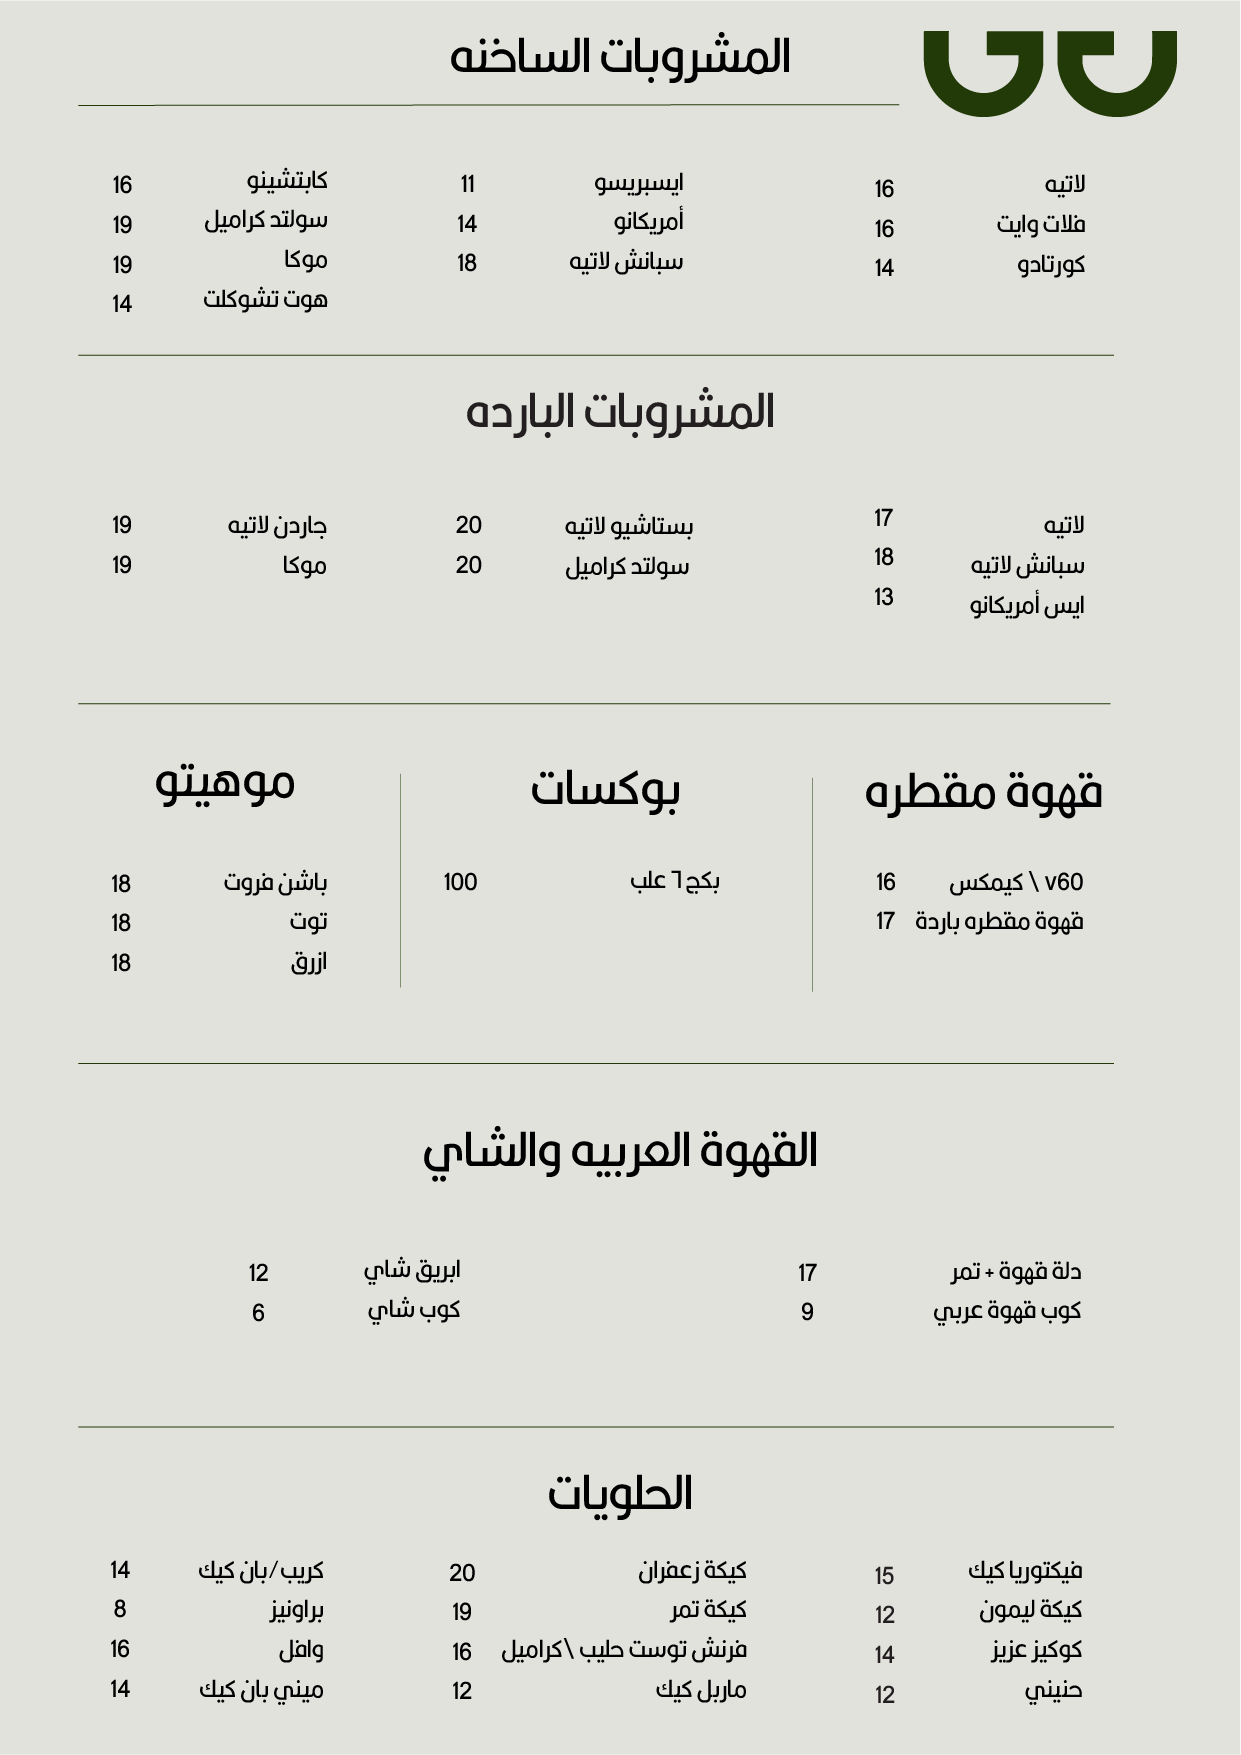 المشروبات الساخنه
لاتيه 16
فلات وايت 16
كورتادو 14
ايسبريسو 11
أمريكانو 14
سبانش لاتيه 18
كابتشينو 16
سولتد كراميل 19
موكا 19
هوت تشوكلت 14
المشروبات البارده
لاتيه 17
سبانش لاتيه 18
ايس أمريكانو 13
بستاشيو لاتيه 20
سولتد كراميل 20
جاردن لاتيه 19
موكا 19
قهوة مقطره
v60 \ كيمكس 16
قهوة مقطره باردة 17
بوكسات
بكج ٦ علب 100
موهيتو
باشن فروت 18
توت 18
ازرق 18
القهوة العربيه والشاي
دلة قهوة + تمر 17
كوب قهوة عربي 9
ابريق شاي 12
كوب شاي 6
الحلويات
فيكتوريا كيك 15
كيكة ليمون 12
كوكيز عزيز 14
حنيني 12
كيكة زعفران 20
كيكة تمر 19
فرنش توست حليب \كراميل 16
ماربل كيك 12
كريب/بان كيك 14
براونيز 8
وافل 16
ميني بان كيك 14